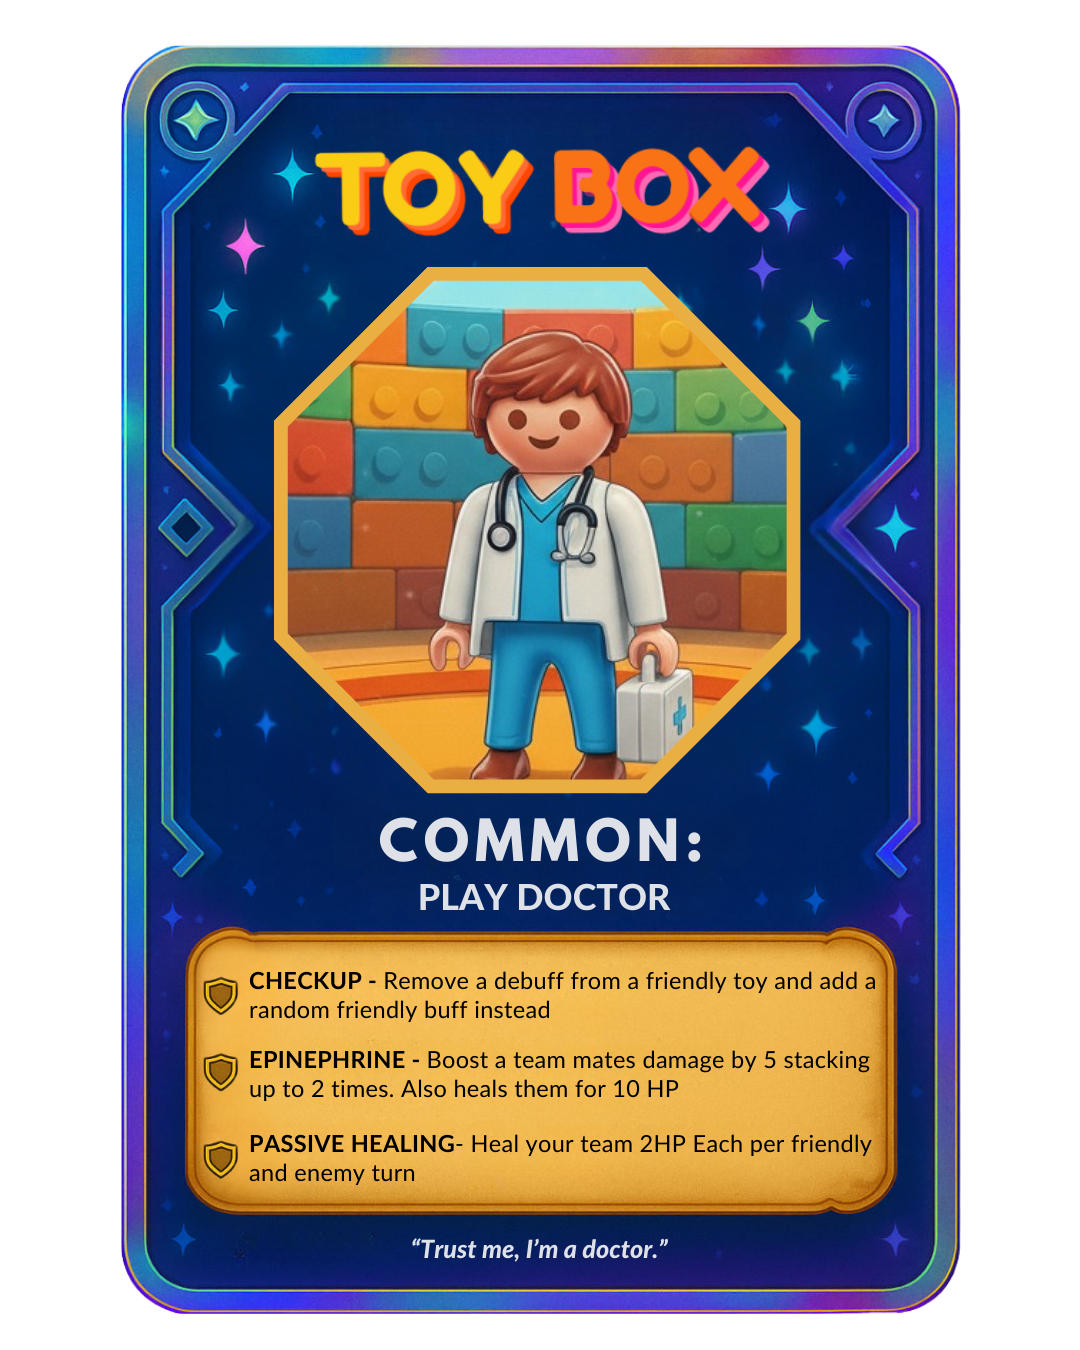 TOY BOX
COMMON:
PLAY DOCTOR
CHECKUP - Remove a debuff from a friendly toy and add a
random friendly buff instead
EPINEPHRINE - Boost a team mates damage by 5 stacking
up to 2 times. Also heals them for 10 HP
PASSIVE HEALING- Heal your team 2HP Each per friendly
and enemy turn
“Trust me, I’m a doctor.”